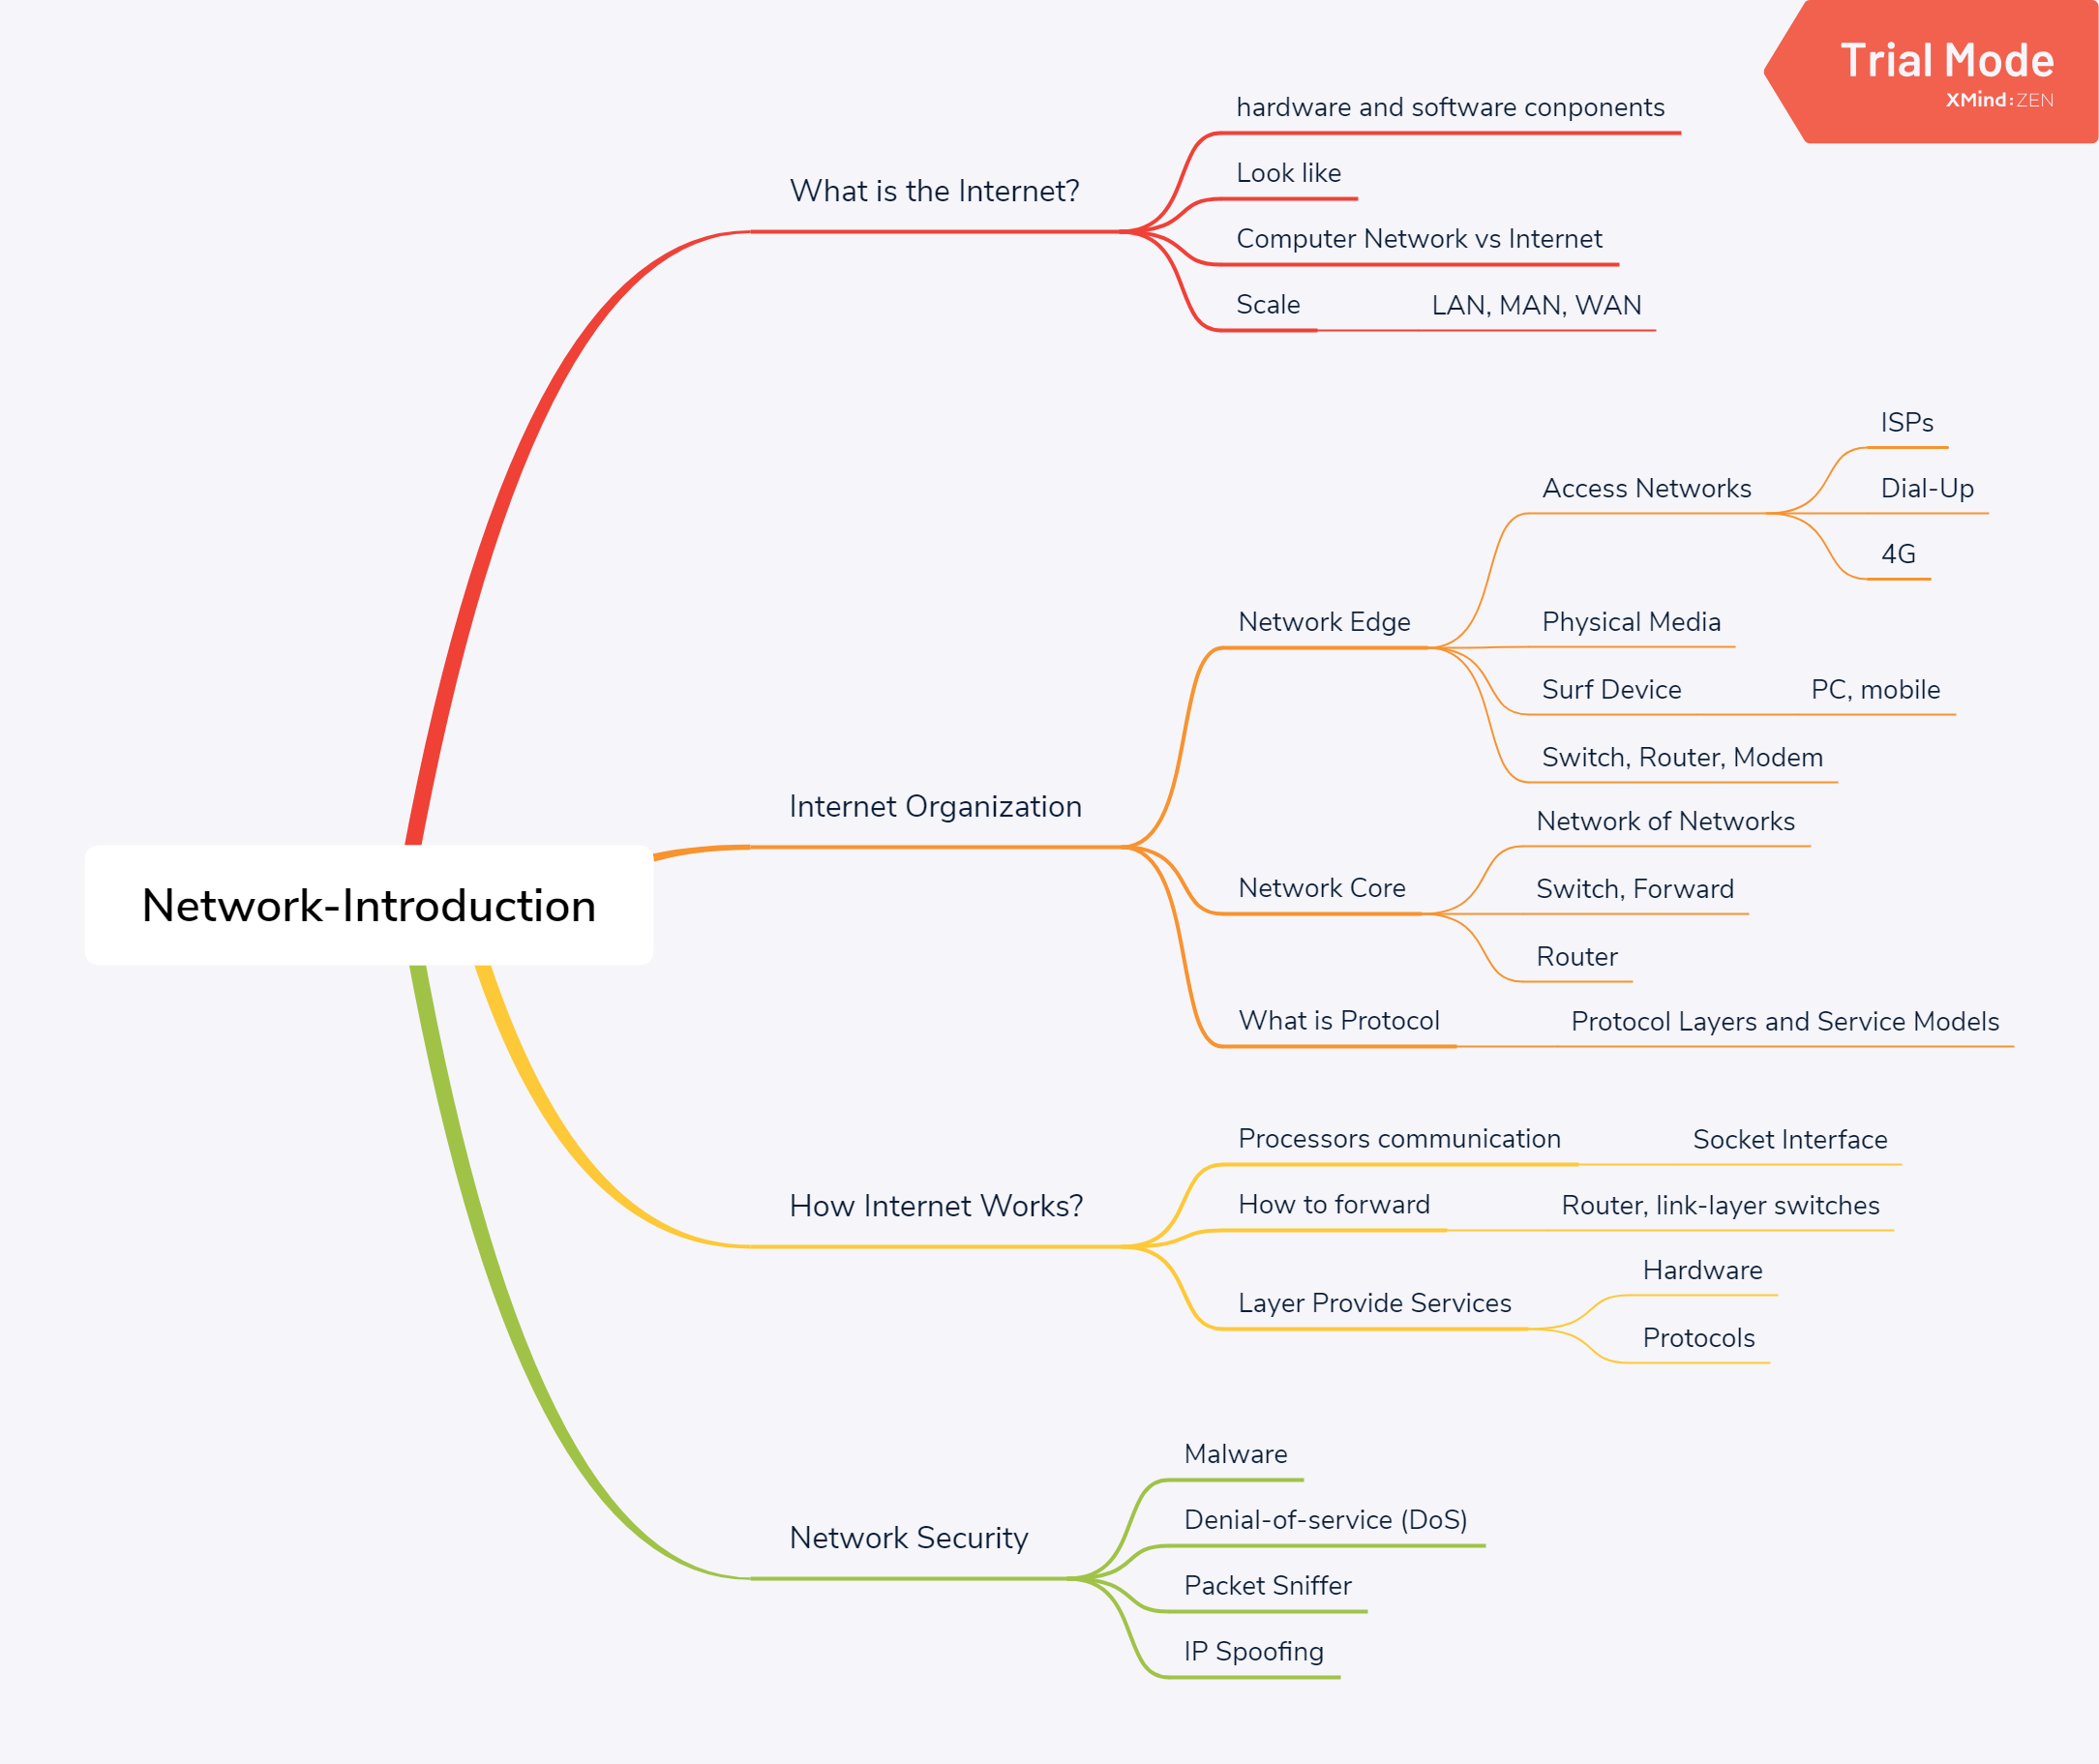 Trial Mode
XMind:ZEN
Network-Introduction
What is the Internet?
hardware and software conponents
Look like
Computer Network vs Internet
Scale
LAN, MAN, WAN
Internet Organization
Network Edge
Access Networks
ISPs
Dial-Up
4G
Physical Media
Surf Device
PC, mobile
Switch, Router, Modem
Network Core
Network of Networks
Switch, Forward
Router
What is Protocol
Protocol Layers and Service Models
How Internet Works?
Processors communication
Socket Interface
How to forward
Router, link-layer switches
Layer Provide Services
Hardware
Protocols
Network Security
Malware
Denial-of-service (DoS)
Packet Sniffer
IP Spoofing